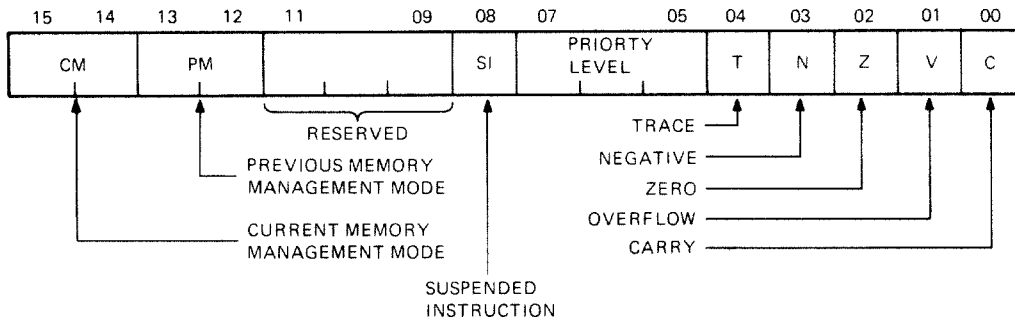 15 14 13 12 11 09 08 07 05 04 03 02 01 00
CM PM SI PRIORTY LEVEL T N Z V C
RESERVED
PREVIOUS MEMORY
MANAGEMENT MODE
CURRENT MEMORY
MANAGEMENT MODE
SUSPENDED
INSTRUCTION
TRACE
NEGATIVE
ZERO
OVERFLOW
CARRY